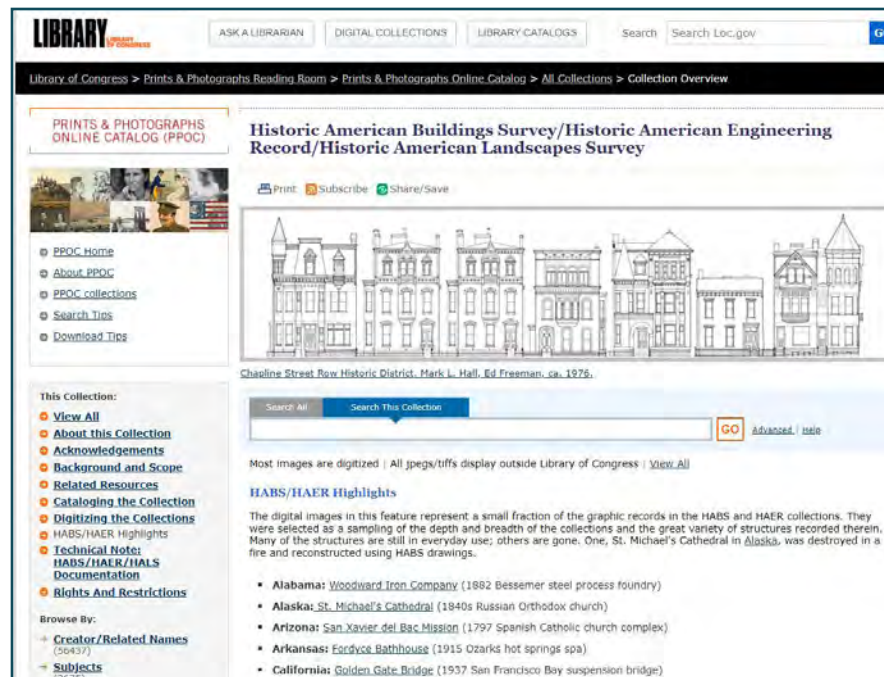 LIBRARY LIBRARY OF CONGRESS
ASK A LIBRARIAN DIGITAL COLLECTIONS LIBRARY CATALOGS Search Search Loc.gov
Library of Congress > Prints & Photographs Reading Room > Prints & Photographs Online Catalog > All Collections > Collection Overview
PRINTS & PHOTOGRAPHS
ONLINE CATALOG (PPOC)
PPOC Home
About PPOC
PPOC collections
Search Tips
Download Tips
This Collection:
View All
About this Collection
Acknowledgements
Background and Scope
Related Resources
Cataloging the Collection
Digitizing the Collections
HABS/HAER Highlights
Technical Note:
HABS/HAER/HALS
Documentation
Rights And Restrictions
Browse By:
Creator/Related Names
(56437)
Subjects
Historic American Buildings Survey/Historic American Engineering
Record/Historic American Landscapes Survey
Print Subscribe Share/Save
Chapline Street Row Historic District. Mark L. Hall, Ed Freeman, ca. 1976.
Search All Search This Collection
GO Advanced | Help
Most images are digitized | All jpegs/tiffs display outside Library of Congress | View All
HABS/HAER Highlights
The digital images in this feature represent a small fraction of the graphic records in the HABS and HAER collections. They
were selected as a sampling of the depth and breadth of the collections and the great variety of structures recorded therein.
Many of the structures are still in everyday use; others are gone. One, St. Michael's Cathedral in Alaska, was destroyed in a
fire and reconstructed using HABS drawings.
Alabama: Woodward Iron Company (1882 Bessemer steel process foundry)
Alaska: St. Michael's Cathedral (1840s Russian Orthodox church)
Arizona: San Xavier del Bac Mission (1797 Spanish Catholic church complex)
Arkansas: Fordyce Bathhouse (1915 Ozarks hot springs spa)
California: Golden Gate Bridge (1937 San Francisco Bay suspension bridge)